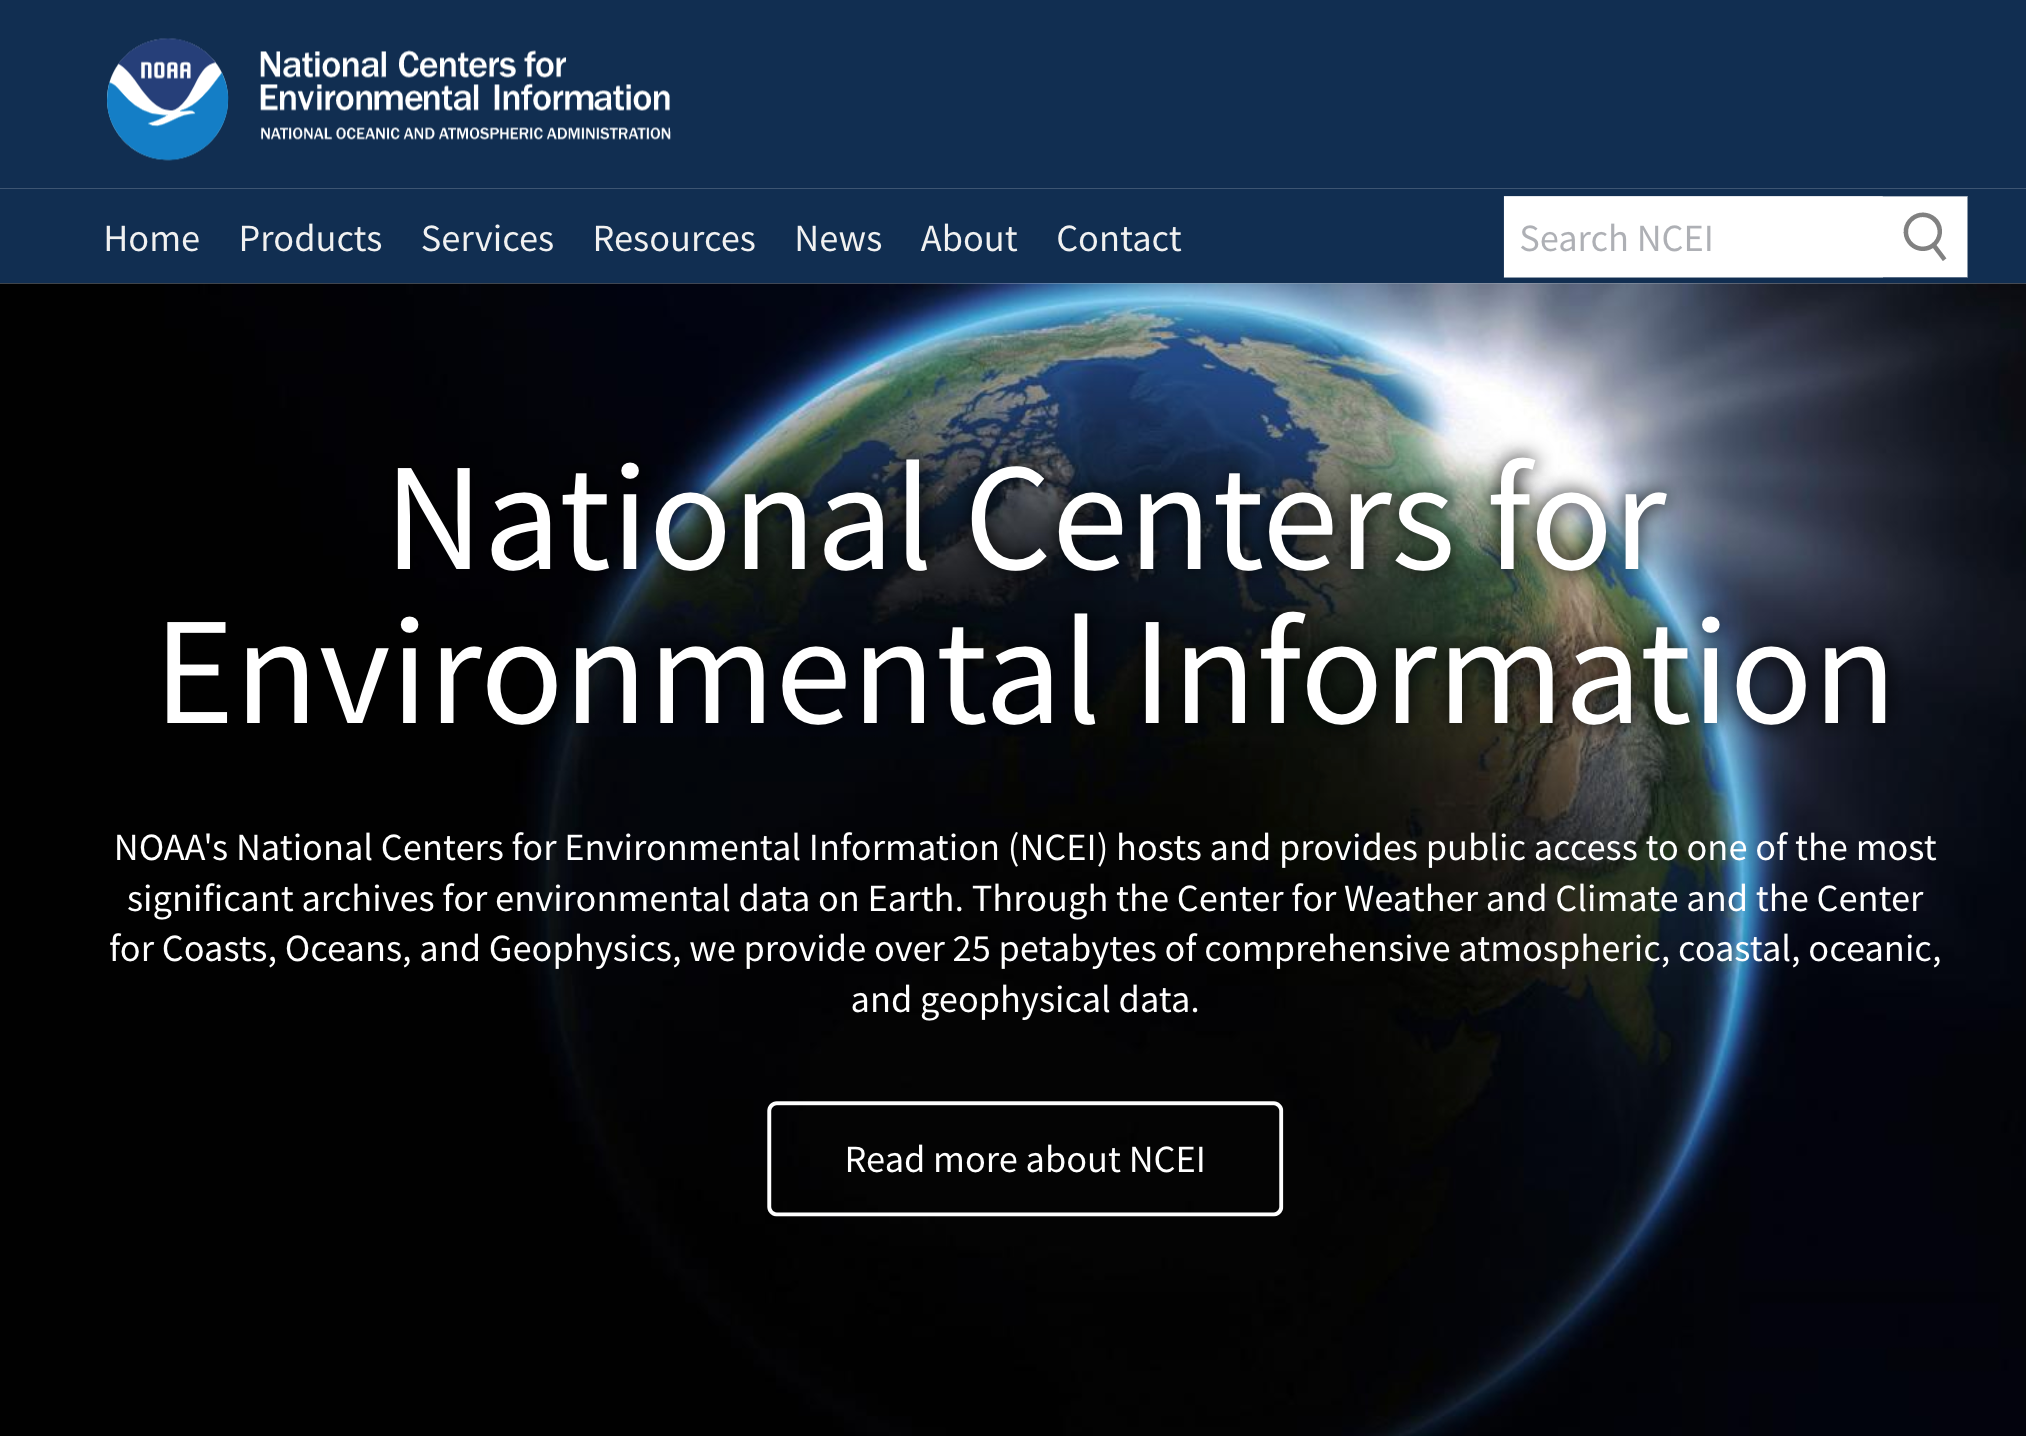 NOAA
National Centers for
Environmental Information
NATIONAL OCEANIC AND ATMOSPHERIC ADMINISTRATION
Home Products Services Resources News About Contact Search NCEI
National Centers for
Environmental Information
NOAA's National Centers for Environmental Information (NCEI) hosts and provides public access to one of the most
significant archives for environmental data on Earth. Through the Center for Weather and Climate and the Center
for Coasts, Oceans, and Geophysics, we provide over 25 petabytes of comprehensive atmospheric, coastal, oceanic,
and geophysical data.
Read more about NCEI